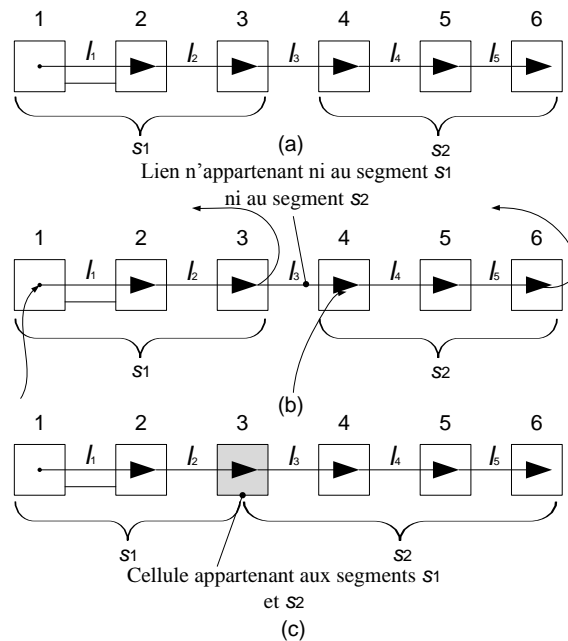 1 2 3 4 5 6
l1 l2 l3 l4 l5
s1 s2
(a)
Lien n'appartenant ni au segment s1
ni au segment s2
1 2 3 4 5 6
l1 l2 l3 l4 l5
s1 s2
(b)
1 2 3 4 5 6
l1 l2 l3 l4 l5
s1 s2
Cellule appartenant aux segments s1
et s2
(c)